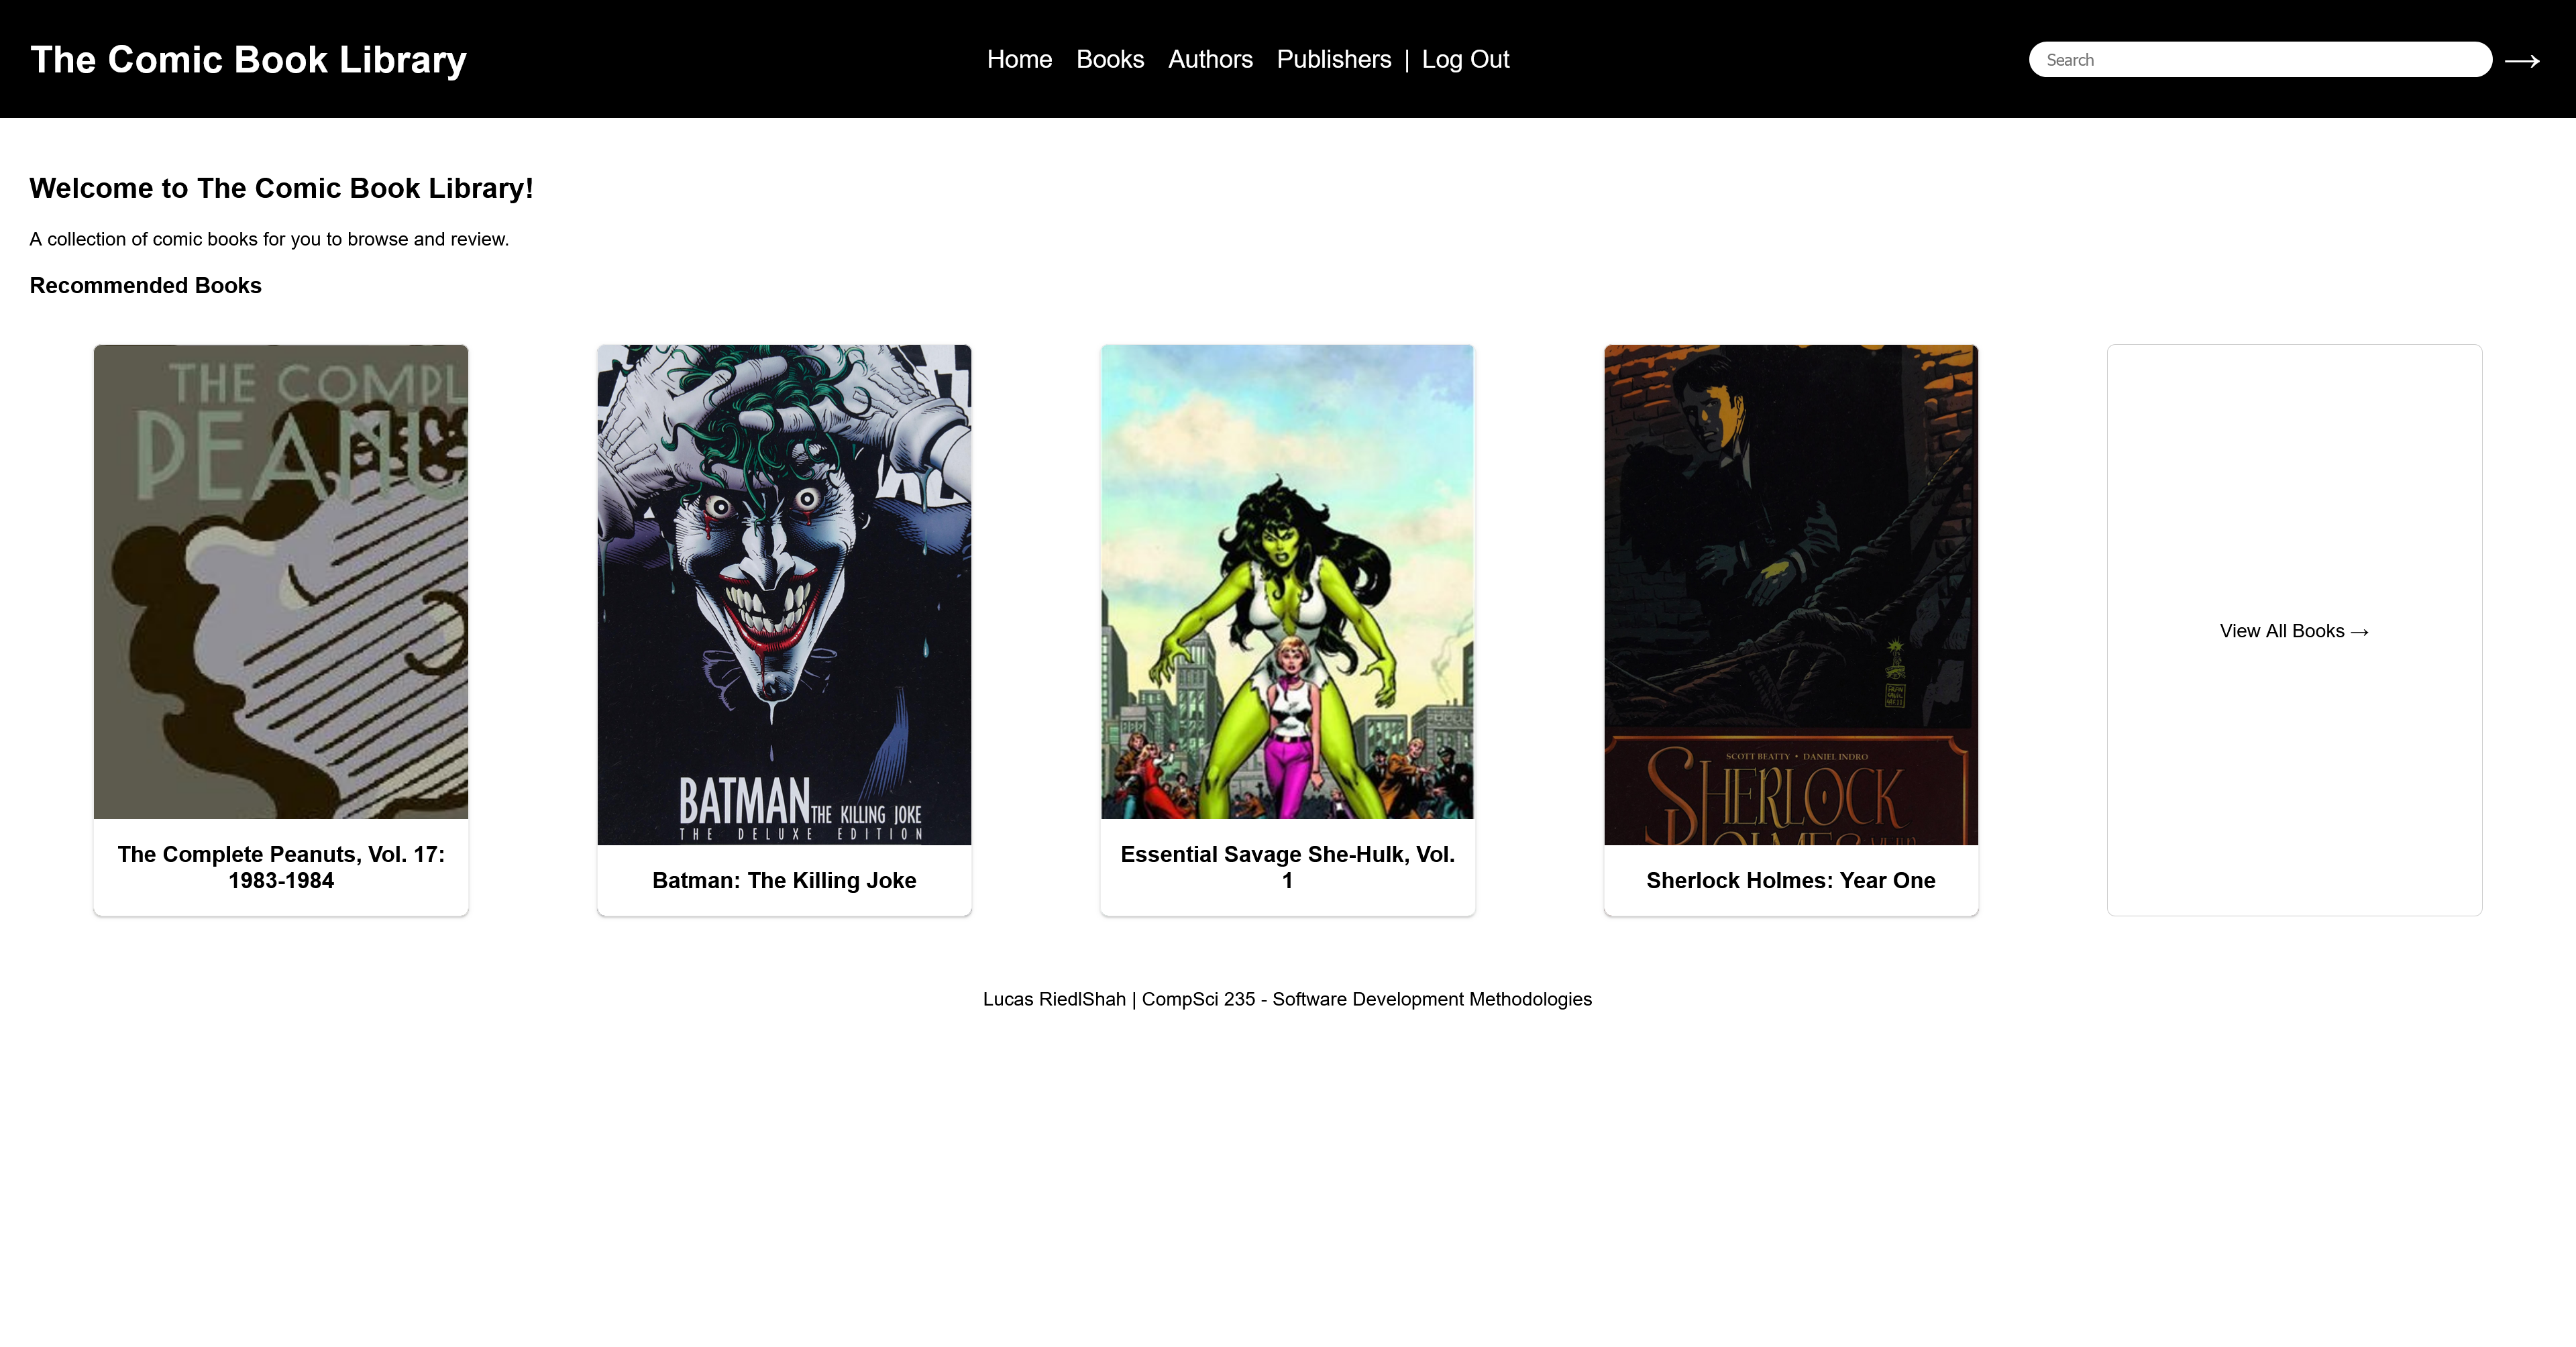 The Comic Book Library
Home Books Authors Publishers | Log Out
Search →
Welcome to The Comic Book Library!
A collection of comic books for you to browse and review.
Recommended Books
THE COMPL
PEANU
BATMAN THE KILLING JOKE
THE DELUXE EDITION
SCOTT BEATTY • DANIEL INDRO
SHERLOCK
View All Books →
The Complete Peanuts, Vol. 17:
1983-1984
Batman: The Killing Joke
Essential Savage She-Hulk, Vol.
1
Sherlock Holmes: Year One
Lucas RiedlShah | CompSci 235 - Software Development Methodologies